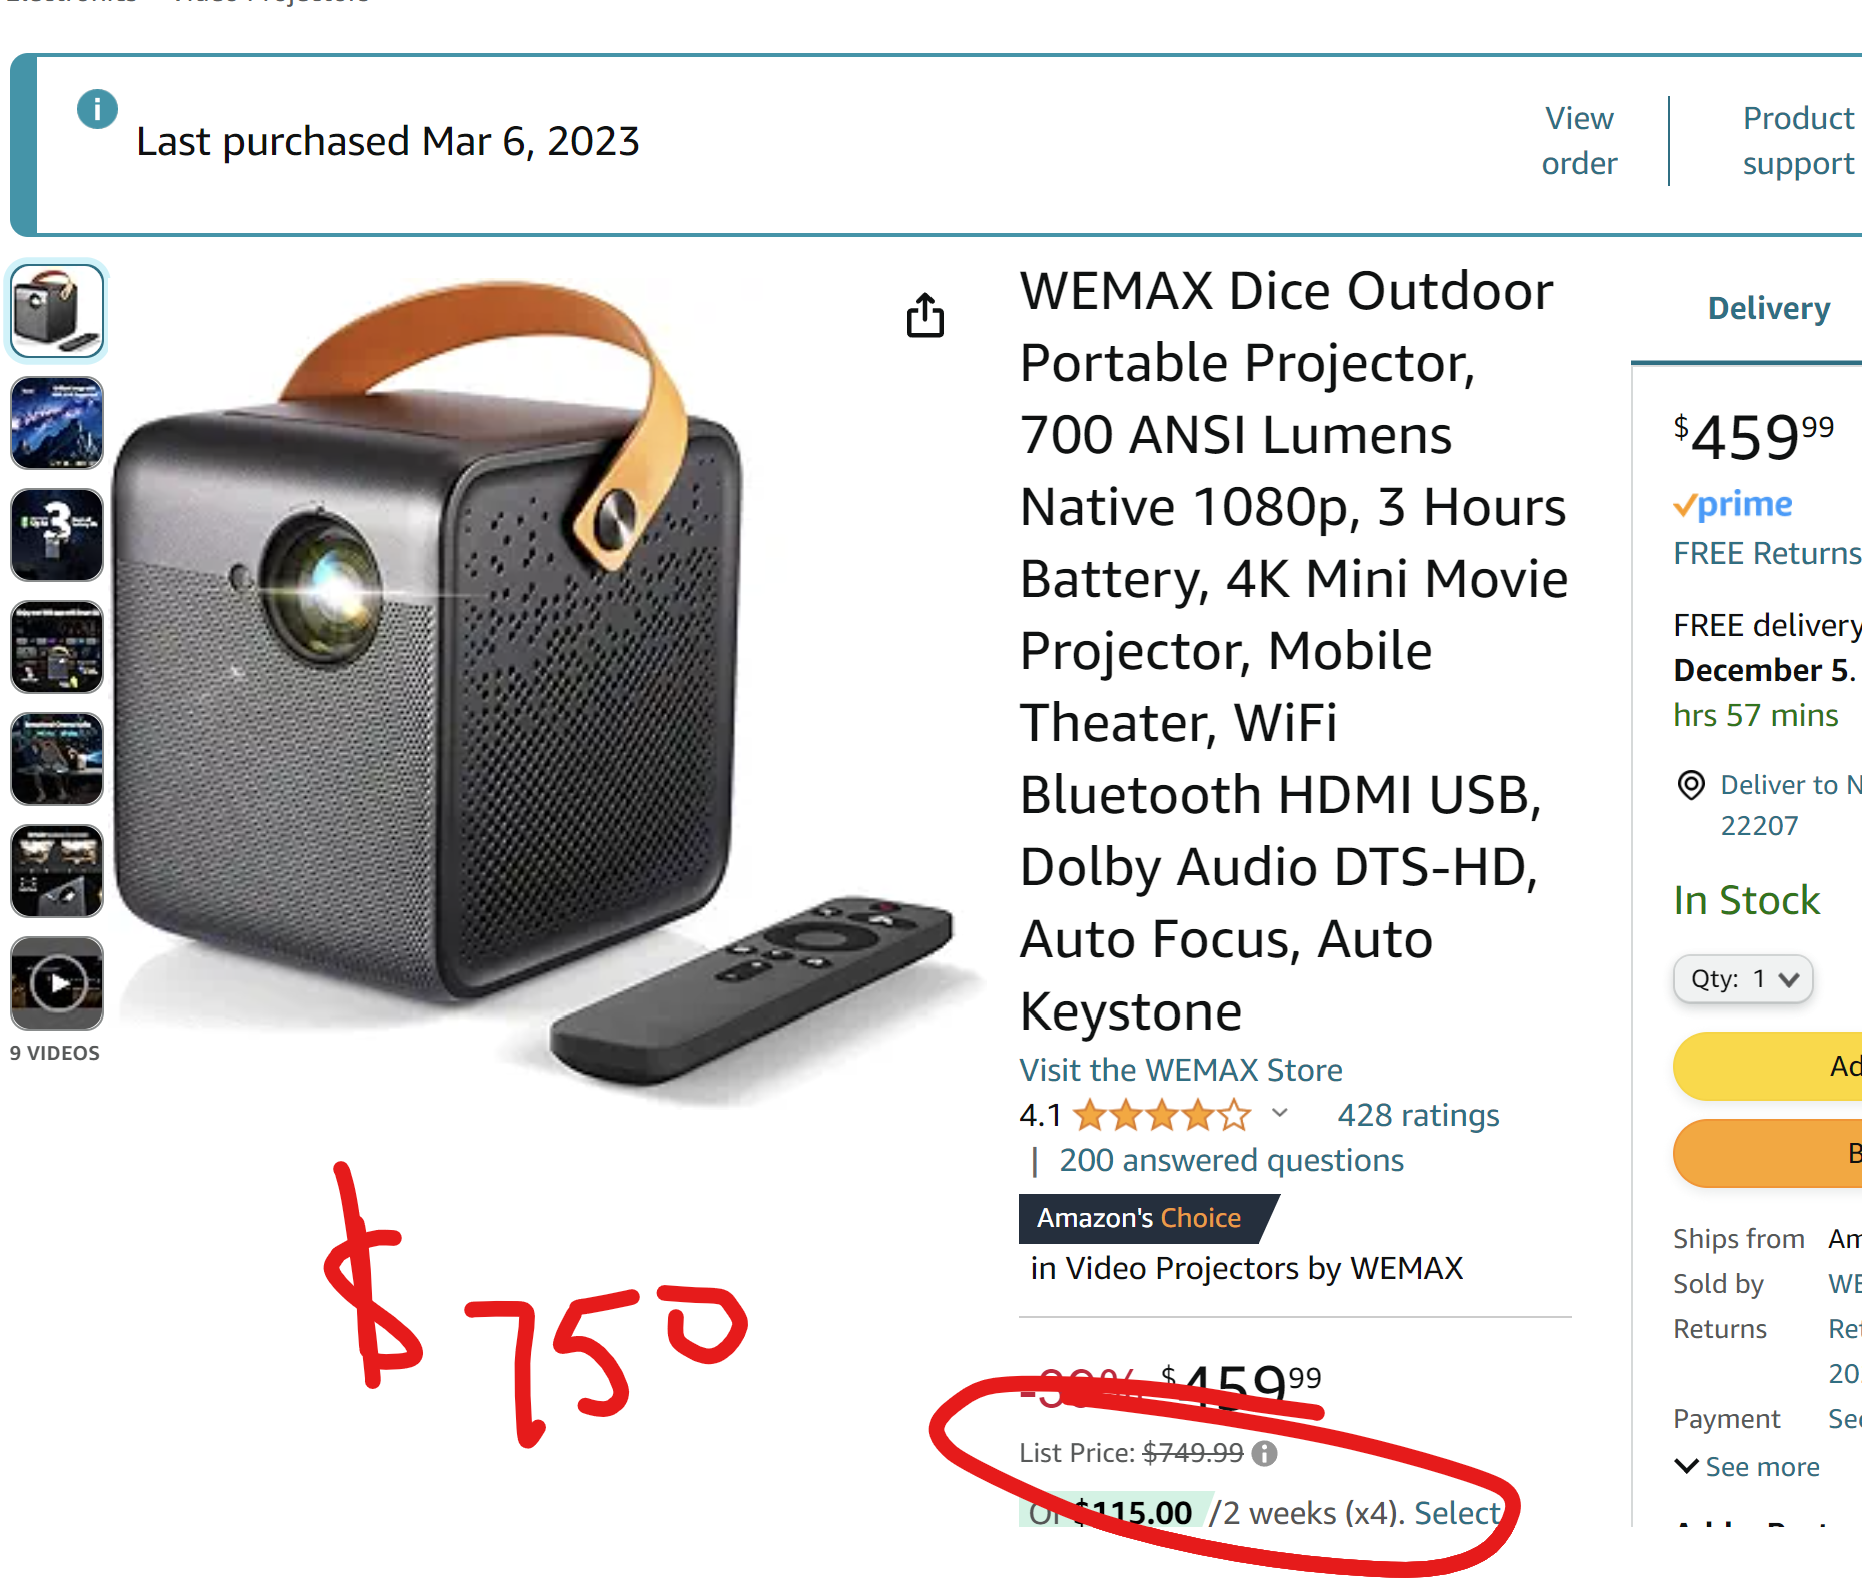 Last purchased Mar 6, 2023
View
order
Product
support
WEMAX Dice Outdoor
Portable Projector,
700 ANSI Lumens
Native 1080p, 3 Hours
Battery, 4K Mini Movie
Projector, Mobile
Theater, WiFi
Bluetooth HDMI USB,
Dolby Audio DTS-HD,
Auto Focus, Auto
Keystone
Visit the WEMAX Store
4.1
428 ratings
| 200 answered questions
Amazon's Choice
in Video Projectors by WEMAX
$459 99
List Price: $749.99
Or $115.00 /2 weeks (x4). Select
9 VIDEOS
$750
Delivery
$459 99
prime
FREE Returns
FREE delivery
December 5.
hrs 57 mins
Deliver to N
22207
In Stock
Qty: 1
Ad
B
Ships from Am
Sold by WE
Returns Ret
20
Payment See
See more